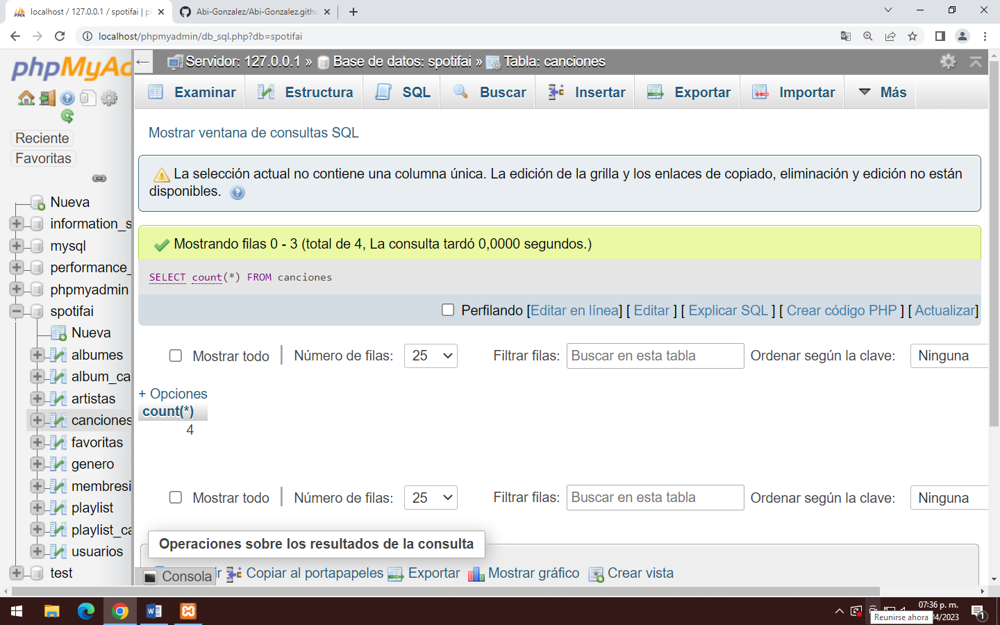 localhost / 127.0.0.1 / spotifai | p
Abi-Gonzalez/Abi-Gonzalez.githu
localhost/phpmyadmin/db_sql.php?db=spotifai
phpMyAd
Reciente
Favoritas
Nueva
information_s
mysql
performance_
phpmyadmin
spotifai
Nueva
albumes
album_ca
artistas
canciones
favoritas
genero
membresi
playlist
playlist_ca
usuarios
test
Servidor: 127.0.0.1 » Base de datos: spotifai » Tabla: canciones
Examinar Estructura SQL Buscar Insertar Exportar Importar Más
Mostrar ventana de consultas SQL
La selección actual no contiene una columna única. La edición de la grilla y los enlaces de copiado, eliminación y edición no están
disponibles.
Mostrando filas 0 - 3 (total de 4, La consulta tardó 0,0000 segundos.)
SELECT count(*) FROM canciones
Perfilando [Editar en línea] [ Editar ] [ Explicar SQL ] [ Crear código PHP ] [ Actualizar]
Mostrar todo Número de filas: 25 Filtrar filas: Buscar en esta tabla Ordenar según la clave: Ninguna
+ Opciones
count(*)
4
Mostrar todo Número de filas: 25 Filtrar filas: Buscar en esta tabla Ordenar según la clave: Ninguna
Operaciones sobre los resultados de la consulta
Consola
Copiar al portapapeles Exportar Mostrar gráfico Crear vista
07:36 p. m.
04/2023
Reunirse ahora
1